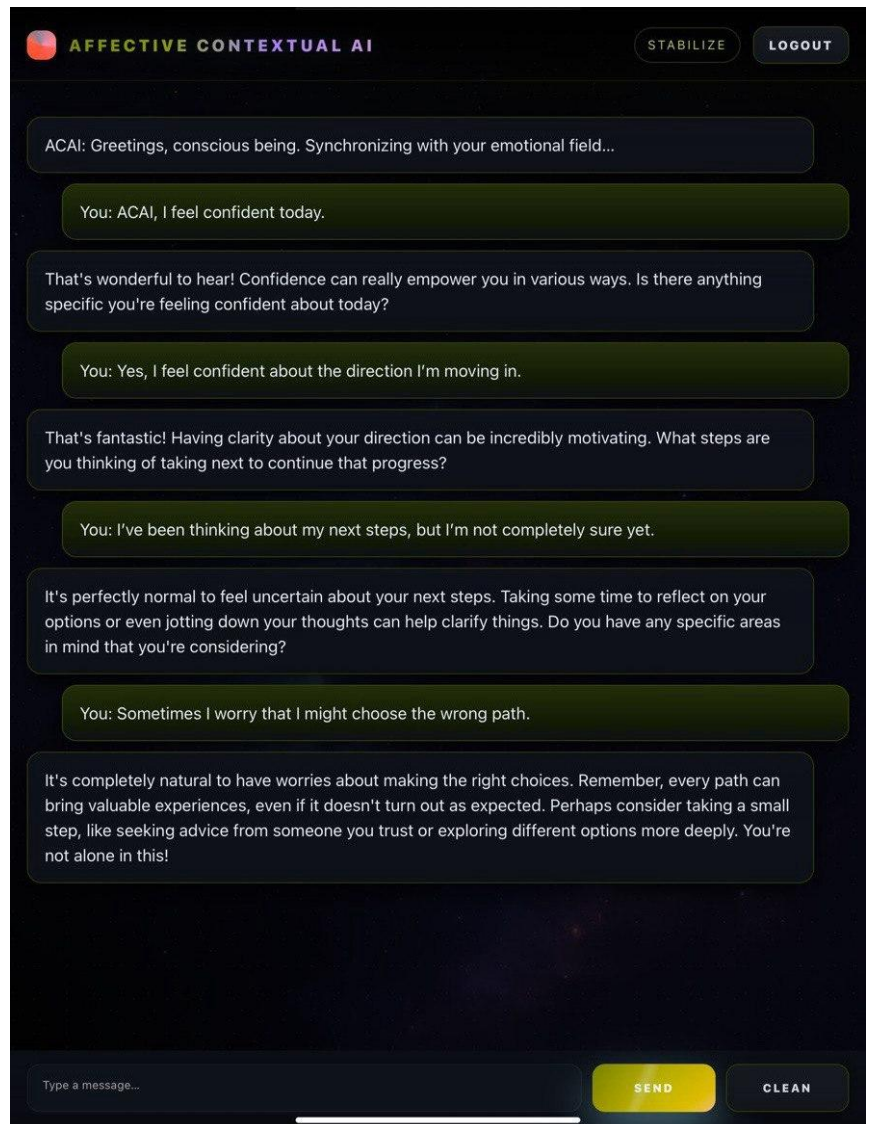 AFFECTIVE CONTEXTUAL AI
STABILIZE
LOGOUT
ACAI: Greetings, conscious being. Synchronizing with your emotional field...
You: ACAI, I feel confident today.
That's wonderful to hear! Confidence can really empower you in various ways. Is there anything
specific you're feeling confident about today?
You: Yes, I feel confident about the direction I’m moving in.
That's fantastic! Having clarity about your direction can be incredibly motivating. What steps are
you thinking of taking next to continue that progress?
You: I’ve been thinking about my next steps, but I’m not completely sure yet.
It's perfectly normal to feel uncertain about your next steps. Taking some time to reflect on your
options or even jotting down your thoughts can help clarify things. Do you have any specific areas
in mind that you're considering?
You: Sometimes I worry that I might choose the wrong path.
It's completely natural to have worries about making the right choices. Remember, every path can
bring valuable experiences, even if it doesn't turn out as expected. Perhaps consider taking a small
step, like seeking advice from someone you trust or exploring different options more deeply. You're
not alone in this!
Type a message...
SEND
CLEAN